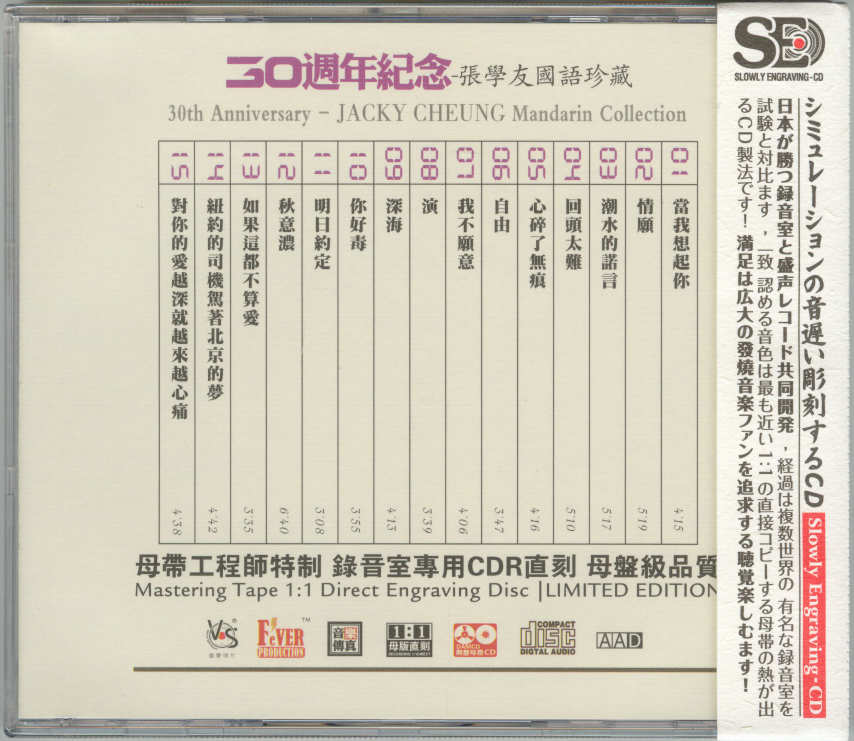 30週年紀念-張學友國語珍藏
30th Anniversary - JACKY CHEUNG Mandarin Collection
01 當我想起你 4'15
02 情願 5'19
03 潮水的諾言 5'17
04 回頭太難 5'10
05 心碎了無痕 4'16
06 自由 3'47
07 我不願意 4'06
08 演 3'39
09 深海 4'13
10 你好毒 3'55
11 明日約定 3'08
12 秋意濃 6'40
13 如果這都不算愛 3'35
14 紐約的司機駕著北京的夢 4'42
15 對你的愛越深就越來越心痛 4'38
母帶工程師特制 錄音室專用CDR直刻 母盤級品質
Mastering Tape 1:1 Direct Engraving Disc |LIMITED EDITION
FeVER
PRODUCTION
TM
音樂
傳真
1:1
母版直刻
COMPACT
disc
DIGITAL AUDIO
AAD
SE
SLOWLY ENGRAVING-CD
シミュレーションの音遅い彫刻するCD Slowly Engraving-CD
日本が勝つ録音室と盛声レコード共同開発，経過は複数世界の 有名な録音室を
試験と対比ます，一致 認める音色は最も近い 1:1 の直接コピーする母帯の熱が出
るCD製法です! 満足は広大の發燒音楽ファンを追求する聴覚楽しむます!